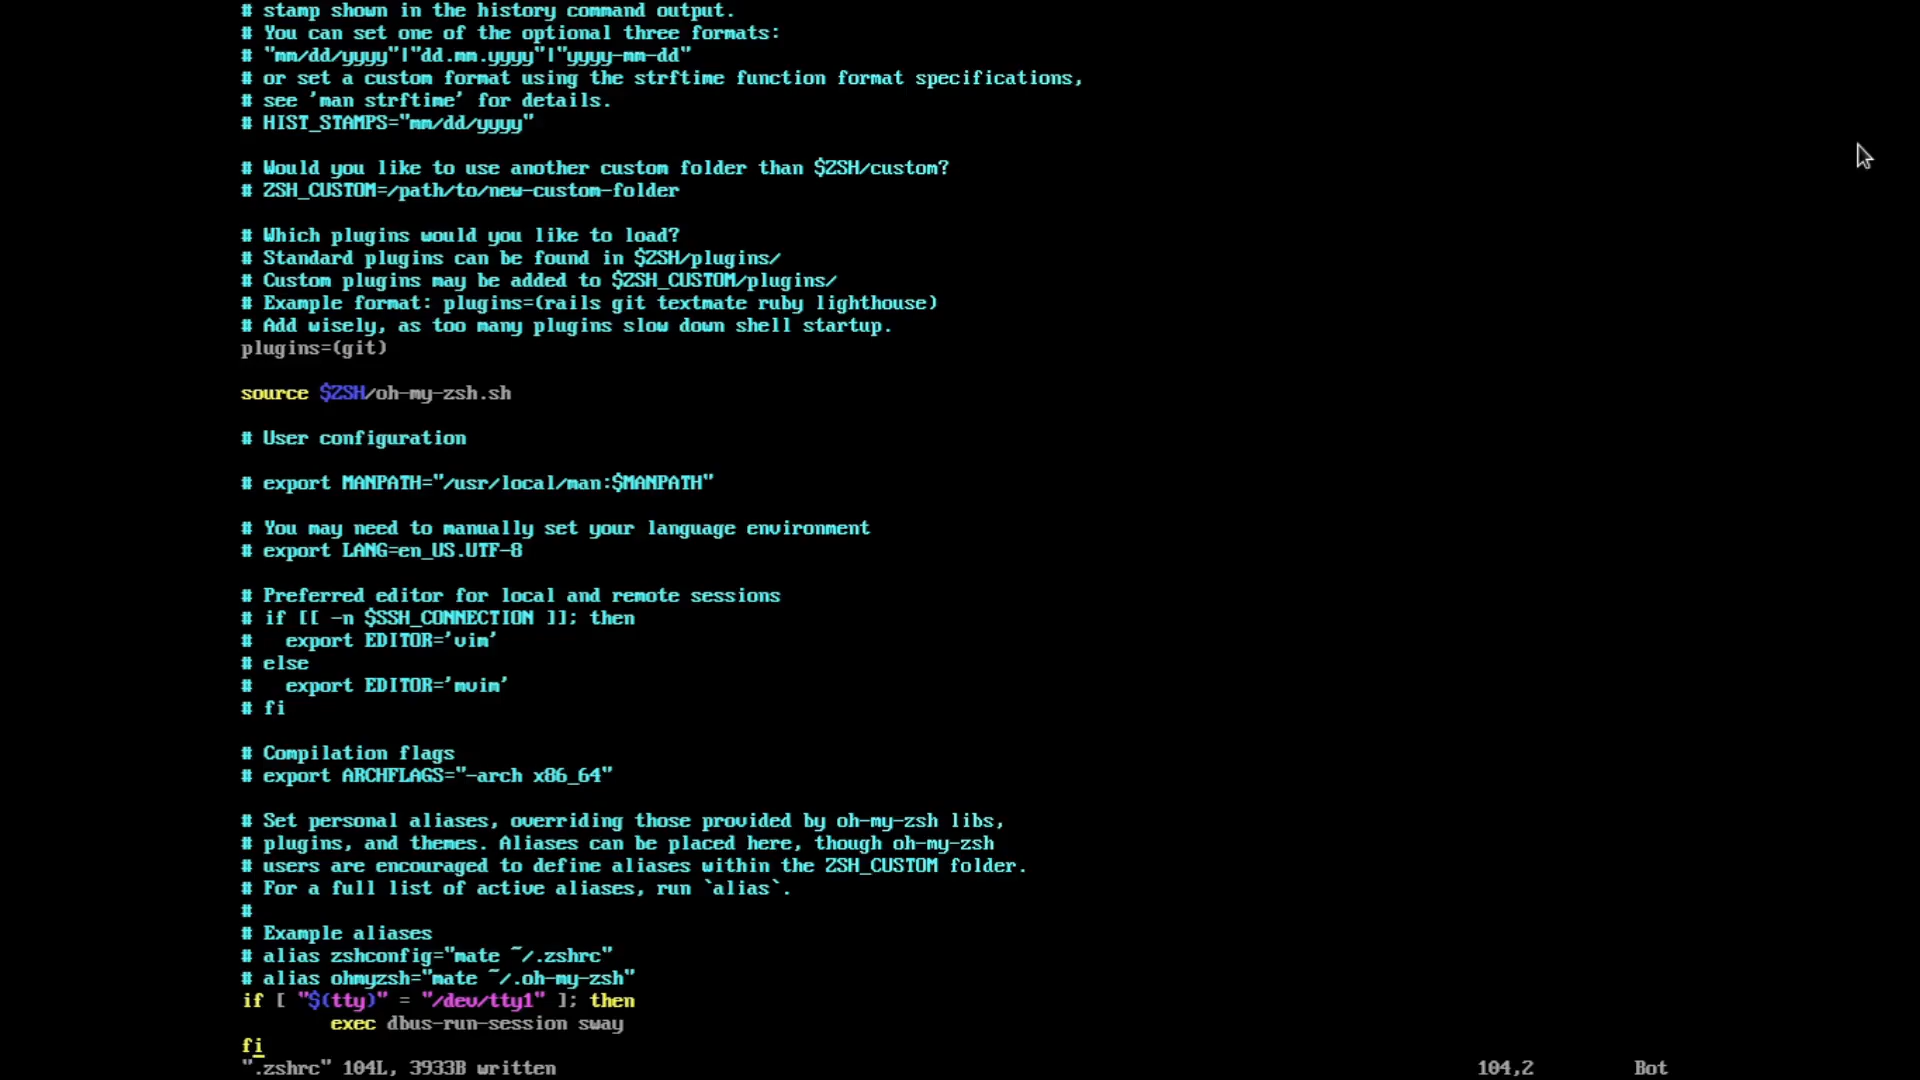 # stamp shown in the history command output.
# You can set one of the optional three formats:
# "mm/dd/yyyy"|"dd.mm.yyyy"|"yyyy-mm-dd"
# or set a custom format using the strftime function format specifications,
# see 'man strftime' for details.
# HIST_STAMPS="mm/dd/yyyy"
# Would you like to use another custom folder than $ZSH/custom?
# ZSH_CUSTOM=/path/to/new-custom-folder
# Which plugins would you like to load?
# Standard plugins can be found in $ZSH/plugins/
# Custom plugins may be added to $ZSH_CUSTOM/plugins/
# Example format: plugins=(rails git textmate ruby lighthouse)
# Add wisely, as too many plugins slow down shell startup.
plugins=(git)
source $ZSH/oh-my-zsh.sh
# User configuration
# export MANPATH="/usr/local/man:$MANPATH"
# You may need to manually set your language environment
# export LANG=en_US.UTF-8
# Preferred editor for local and remote sessions
# if [[ -n $SSH_CONNECTION ]]; then
#   export EDITOR='vim'
# else
#   export EDITOR='mvim'
# fi
# Compilation flags
# export ARCHFLAGS="-arch x86_64"
# Set personal aliases, overriding those provided by oh-my-zsh libs,
# plugins, and themes. Aliases can be placed here, though oh-my-zsh
# users are encouraged to define aliases within the ZSH_CUSTOM folder.
# For a full list of active aliases, run `alias`.
#
# Example aliases
# alias zshconfig="mate ~/.zshrc"
# alias ohmyzsh="mate ~/.oh-my-zsh"
if [ "$(tty)" = "/dev/tty1" ]; then
        exec dbus-run-session sway
fi
".zshrc" 104L, 3933B written 104,2 Bot